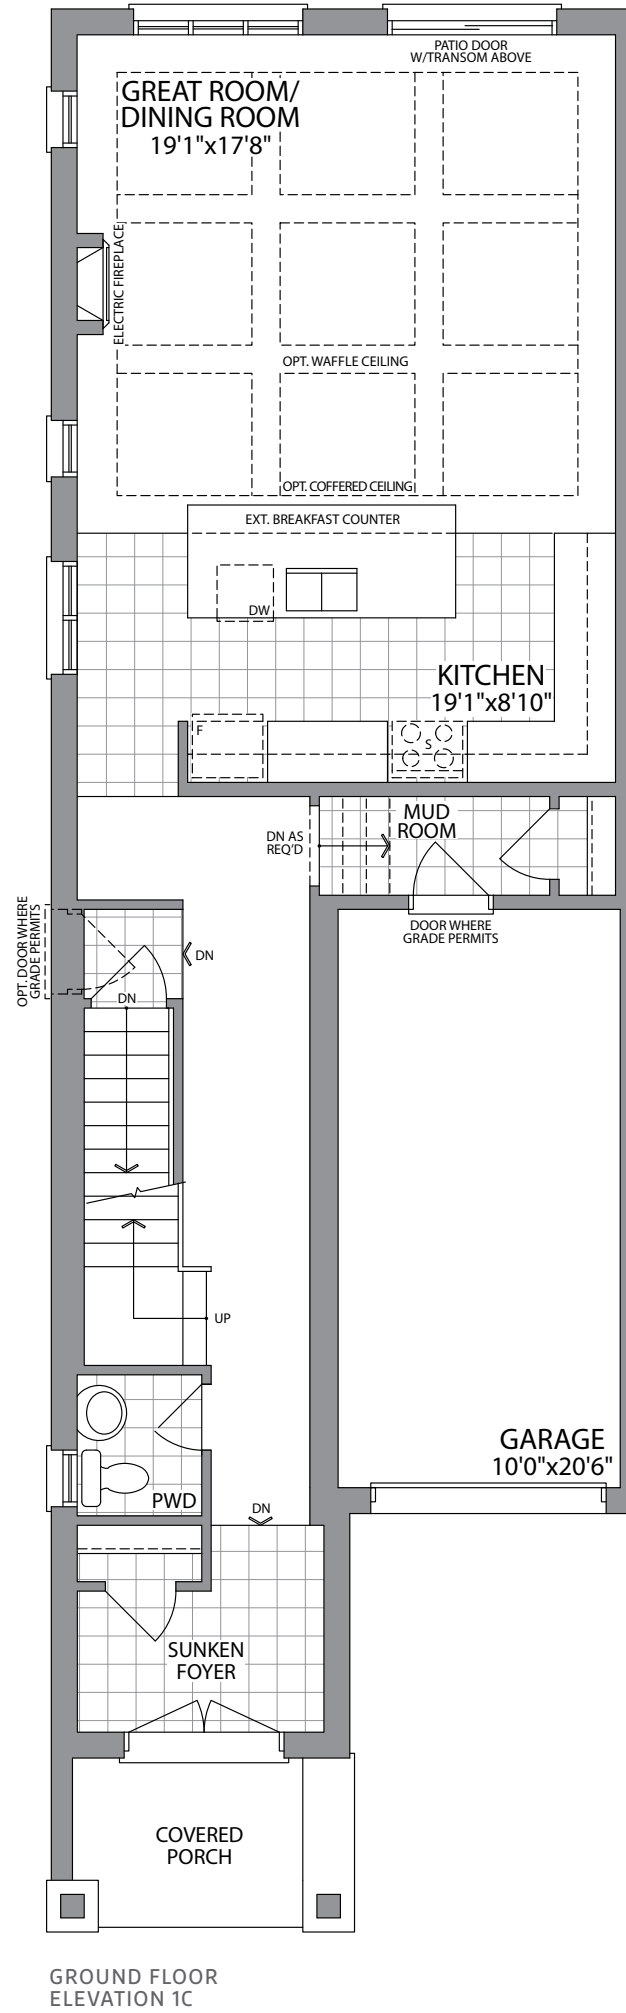 PATIO DOOR
W/TRANSOM ABOVE
GREAT ROOM/
DINING ROOM
19'1"x17'8"
ELECTRIC FIREPLACE
OPT. WAFFLE CEILING
OPT. COFFERED CEILING
EXT. BREAKFAST COUNTER
DW
KITCHEN
19'1"x8'10"
F
S
MUD
ROOM
DN AS
REQ'D
DOOR WHERE
GRADE PERMITS
OPT. DOOR WHERE
GRADE PERMITS
DN
DN
UP
GARAGE
10'0"x20'6"
PWD
DN
SUNKEN
FOYER
COVERED
PORCH
GROUND FLOOR
ELEVATION 1C